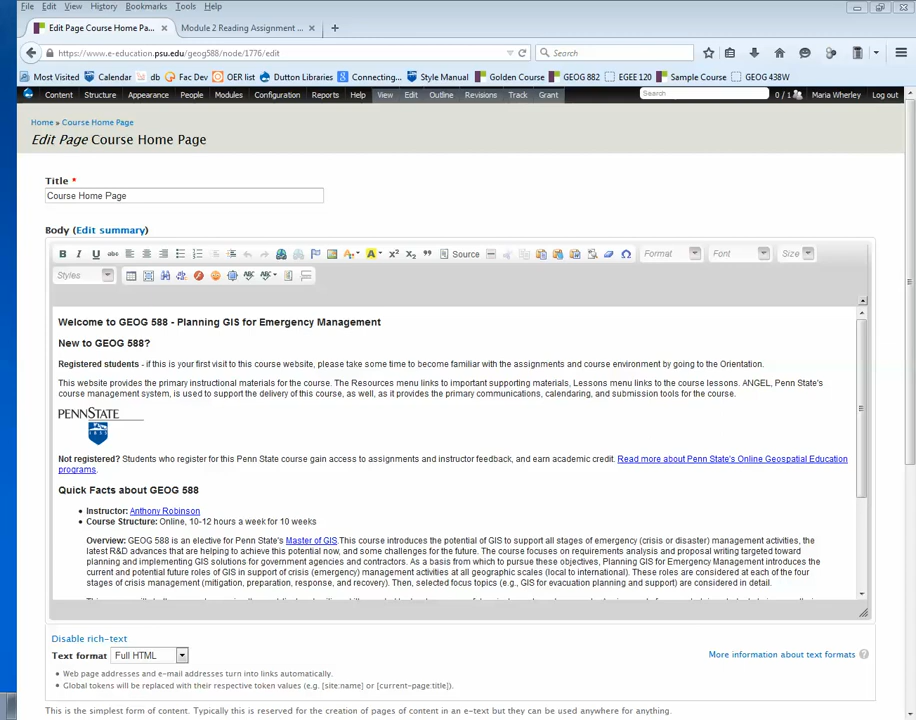 File Edit View History Bookmarks Tools Help
Edit Page Course Home Pa... × Module 2 Reading Assignment ... × +
https://www.e-education.psu.edu/geog588/node/1776/edit Search
Most Visited Calendar db Fac Dev OER list Dutton Libraries Connecting... Style Manual Golden Course GEOG 882 EGEE 120 Sample Course GEOG 438W
Content Structure Appearance People Modules Configuration Reports Help View Edit Outline Revisions Track Grant Search 0 / 1 Maria Wherley Log out
Home » Course Home Page
Edit Page Course Home Page
Title *
Course Home Page
Body (Edit summary)
B I U abc Source Format Font Size
Styles
Welcome to GEOG 588 - Planning GIS for Emergency Management
New to GEOG 588?
Registered students - if this is your first visit to this course website, please take some time to become familiar with the assignments and course environment by going to the Orientation.
This website provides the primary instructional materials for the course. The Resources menu links to important supporting materials, Lessons menu links to the course lessons. ANGEL, Penn State's
course management system, is used to support the delivery of this course, as well, as it provides the primary communications, calendaring, and submission tools for the course.
PENNSTATE
Not registered? Students who register for this Penn State course gain access to assignments and instructor feedback, and earn academic credit. Read more about Penn State's Online Geospatial Education
programs.
Quick Facts about GEOG 588
• Instructor: Anthony Robinson
• Course Structure: Online, 10-12 hours a week for 10 weeks
Overview: GEOG 588 is an elective for Penn State's Master of GIS.This course introduces the potential of GIS to support all stages of emergency (crisis or disaster) management activities, the
latest R&D advances that are helping to achieve this potential now, and some challenges for the future. The course focuses on requirements analysis and proposal writing targeted toward
planning and implementing GIS solutions for government agencies and contractors. As a basis from which to pursue these objectives, Planning GIS for Emergency Management introduces the
current and potential future roles of GIS in support of crisis (emergency) management activities at all geographic scales (local to international). These roles are considered at each of the four
stages of crisis management (mitigation, preparation, response, and recovery). Then, selected focus topics (e.g., GIS for evacuation planning and support) are considered in detail.
Disable rich-text
Text format Full HTML More information about text formats
• Web page addresses and e-mail addresses turn into links automatically.
• Global tokens will be replaced with their respective token values (e.g. [site:name] or [current-page:title]).
This is the simplest form of content. Typically this is reserved for the creation of pages of content in an e-text but they can be used anywhere for anything.